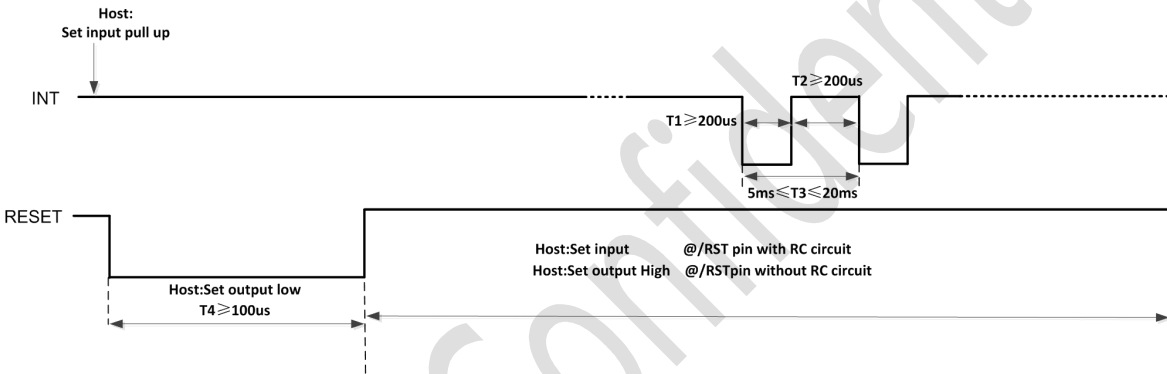 Host:
Set input pull up
INT
T2≥200us
T1≥200us
5ms≤T3≤20ms
RESET
Host:Set input @/RST pin with RC circuit
Host:Set output High @/RSTpin without RC circuit
Host:Set output low
T4≥100us
Confident